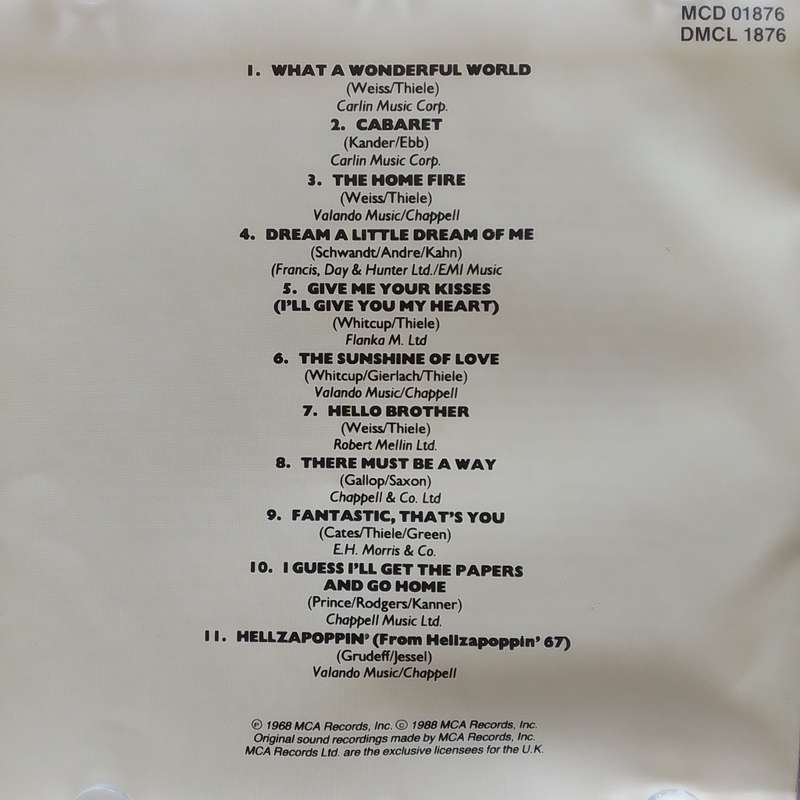 MCD 01876
DMCL 1876
1. WHAT A WONDERFUL WORLD
(Weiss/Thiele)
Carlin Music Corp.
2. CABARET
(Kander/Ebb)
Carlin Music Corp.
3. THE HOME FIRE
(Weiss/Thiele)
Valando Music/Chappell
4. DREAM A LITTLE DREAM OF ME
(Schwandt/Andre/Kahn)
(Francis, Day & Hunter Ltd./EMI Music
5. GIVE ME YOUR KISSES
(I'LL GIVE YOU MY HEART)
(Whitcup/Thiele)
Flanka M. Ltd
6. THE SUNSHINE OF LOVE
(Whitcup/Gierlach/Thiele)
Valando Music/Chappell
7. HELLO BROTHER
(Weiss/Thiele)
Robert Mellin Ltd.
8. THERE MUST BE A WAY
(Gallop/Saxon)
Chappell & Co. Ltd
9. FANTASTIC, THAT'S YOU
(Cates/Thiele/Green)
E.H. Morris & Co.
10. I GUESS I'LL GET THE PAPERS
AND GO HOME
(Prince/Rodgers/Kanner)
Chappell Music Ltd.
11. HELLZAPOPPIN' (From Hellzapoppin' 67)
(Grudeff/Jessel)
Valando Music/Chappell
℗ 1968 MCA Records, Inc. © 1988 MCA Records, Inc.
Original sound recordings made by MCA Records, Inc.
MCA Records Ltd. are the exclusive licensees for the U.K.